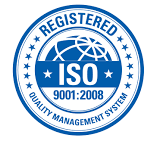 REGISTERED
ISO
9001:2008
QUALITY MANAGEMENT SYSTEM